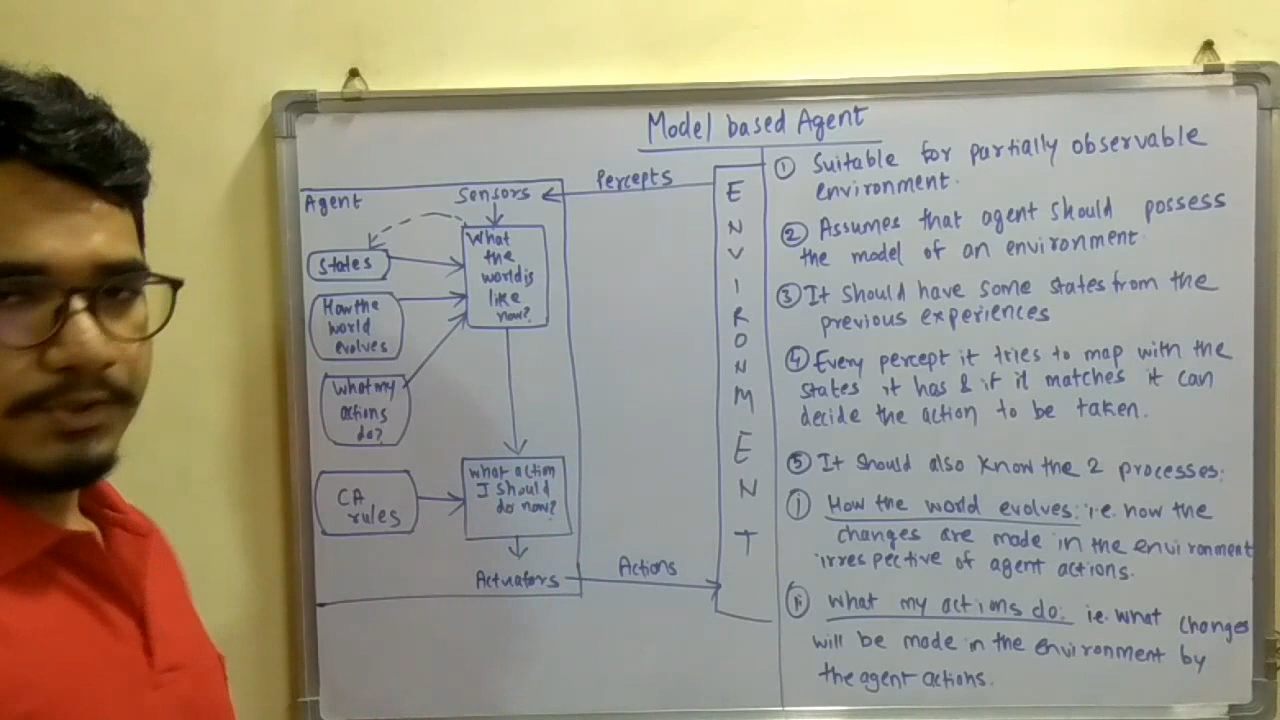 Model based Agent
Agent
Sensors
Percepts
States
What
the
world is
like
now?
How the
world
evolves
What my
actions
do?
CA
rules
what action
I should
do now?
Actuators
Actions
ENVIRONMENT
① Suitable for partially observable
environment.
② Assumes that agent should possess
the model of an environment.
③ It should have some states from the
previous experiences
④ Every percept it tries to map with the
states it has & if it matches it can
decide the action to be taken.
⑤ It should also know the 2 processes:
i) How the world evolves: i.e. how the
changes are made in the environment
irrespective of agent actions.
ii) What my actions do: i.e. what changes
will be made in the environment by
the agent actions.